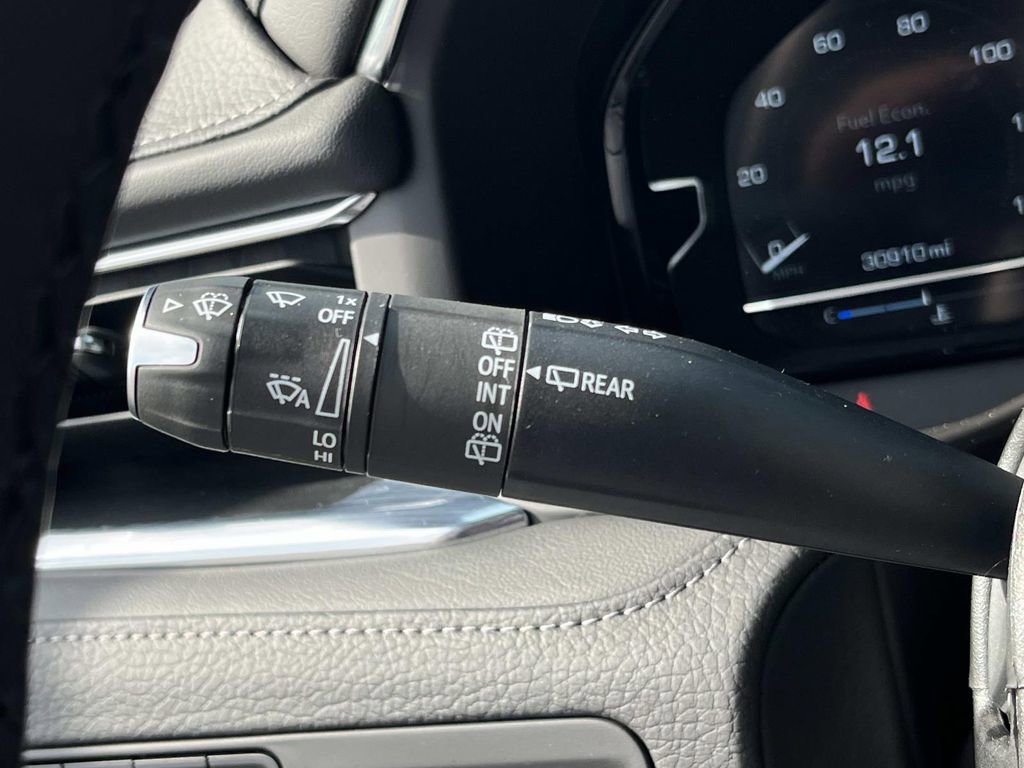 1x
OFF
A
LO
HI
OFF
INT
ON
REAR
0
20
40
60
80
100
Fuel Econ.
12.1
mpg
MPH
30910 mi
E